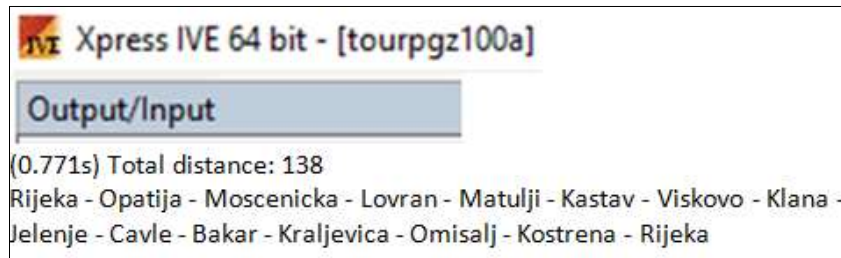 Xpress IVE 64 bit - [tourpgz100a]
Output/Input
(0.771s) Total distance: 138
Rijeka - Opatija - Moscenicka - Lovran - Matulji - Kastav - Viskovo - Klana -
Jelenje - Cavle - Bakar - Kraljevica - Omisalj - Kostrena - Rijeka